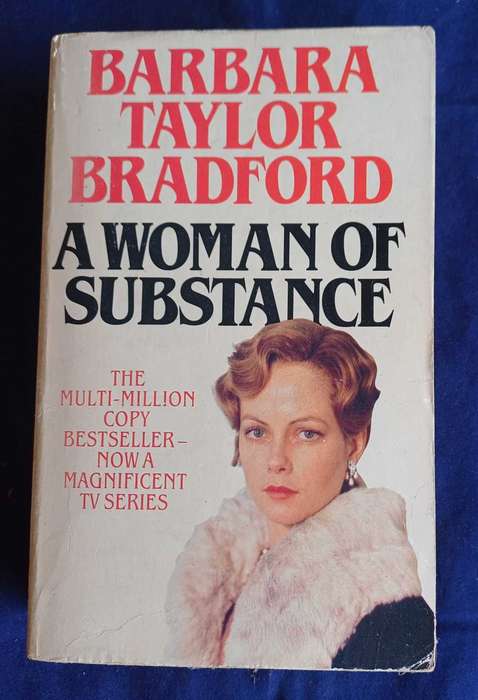 BARBARA
TAYLOR
BRADFORD
A WOMAN OF
SUBSTANCE
THE
MULTI-MILLION
COPY
BESTSELLER–
NOW A
MAGNIFICENT
TV SERIES